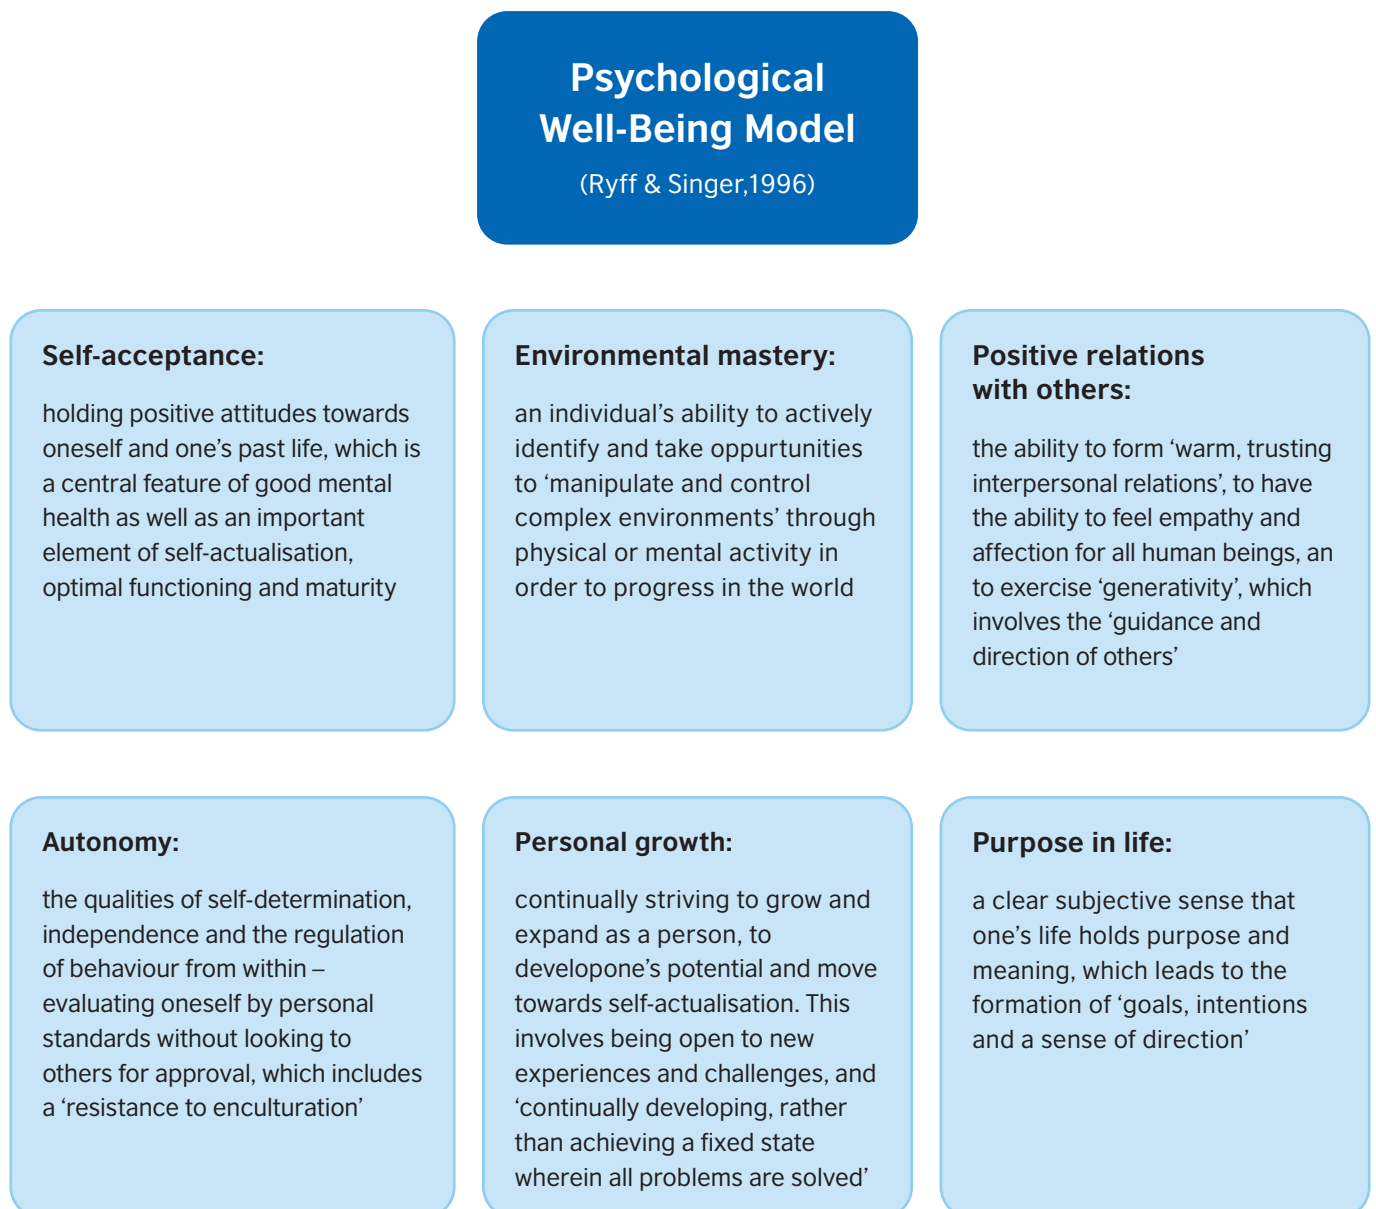 Psychological
Well-Being Model
(Ryff & Singer,1996)
Self-acceptance:
holding positive attitudes towards
oneself and one’s past life, which is
a central feature of good mental
health as well as an important
element of self-actualisation,
optimal functioning and maturity
Environmental mastery:
an individual’s ability to actively
identify and take oppurtunities
to ‘manipulate and control
complex environments’ through
physical or mental activity in
order to progress in the world
Positive relations
with others:
the ability to form ‘warm, trusting
interpersonal relations’, to have
the ability to feel empathy and
affection for all human beings, an
to exercise ‘generativity’, which
involves the ‘guidance and
direction of others’
Autonomy:
the qualities of self-determination,
independence and the regulation
of behaviour from within –
evaluating oneself by personal
standards without looking to
others for approval, which includes
a ‘resistance to enculturation’
Personal growth:
continually striving to grow and
expand as a person, to
developone’s potential and move
towards self-actualisation. This
involves being open to new
experiences and challenges, and
‘continually developing, rather
than achieving a fixed state
wherein all problems are solved’
Purpose in life:
a clear subjective sense that
one’s life holds purpose and
meaning, which leads to the
formation of ‘goals, intentions
and a sense of direction’